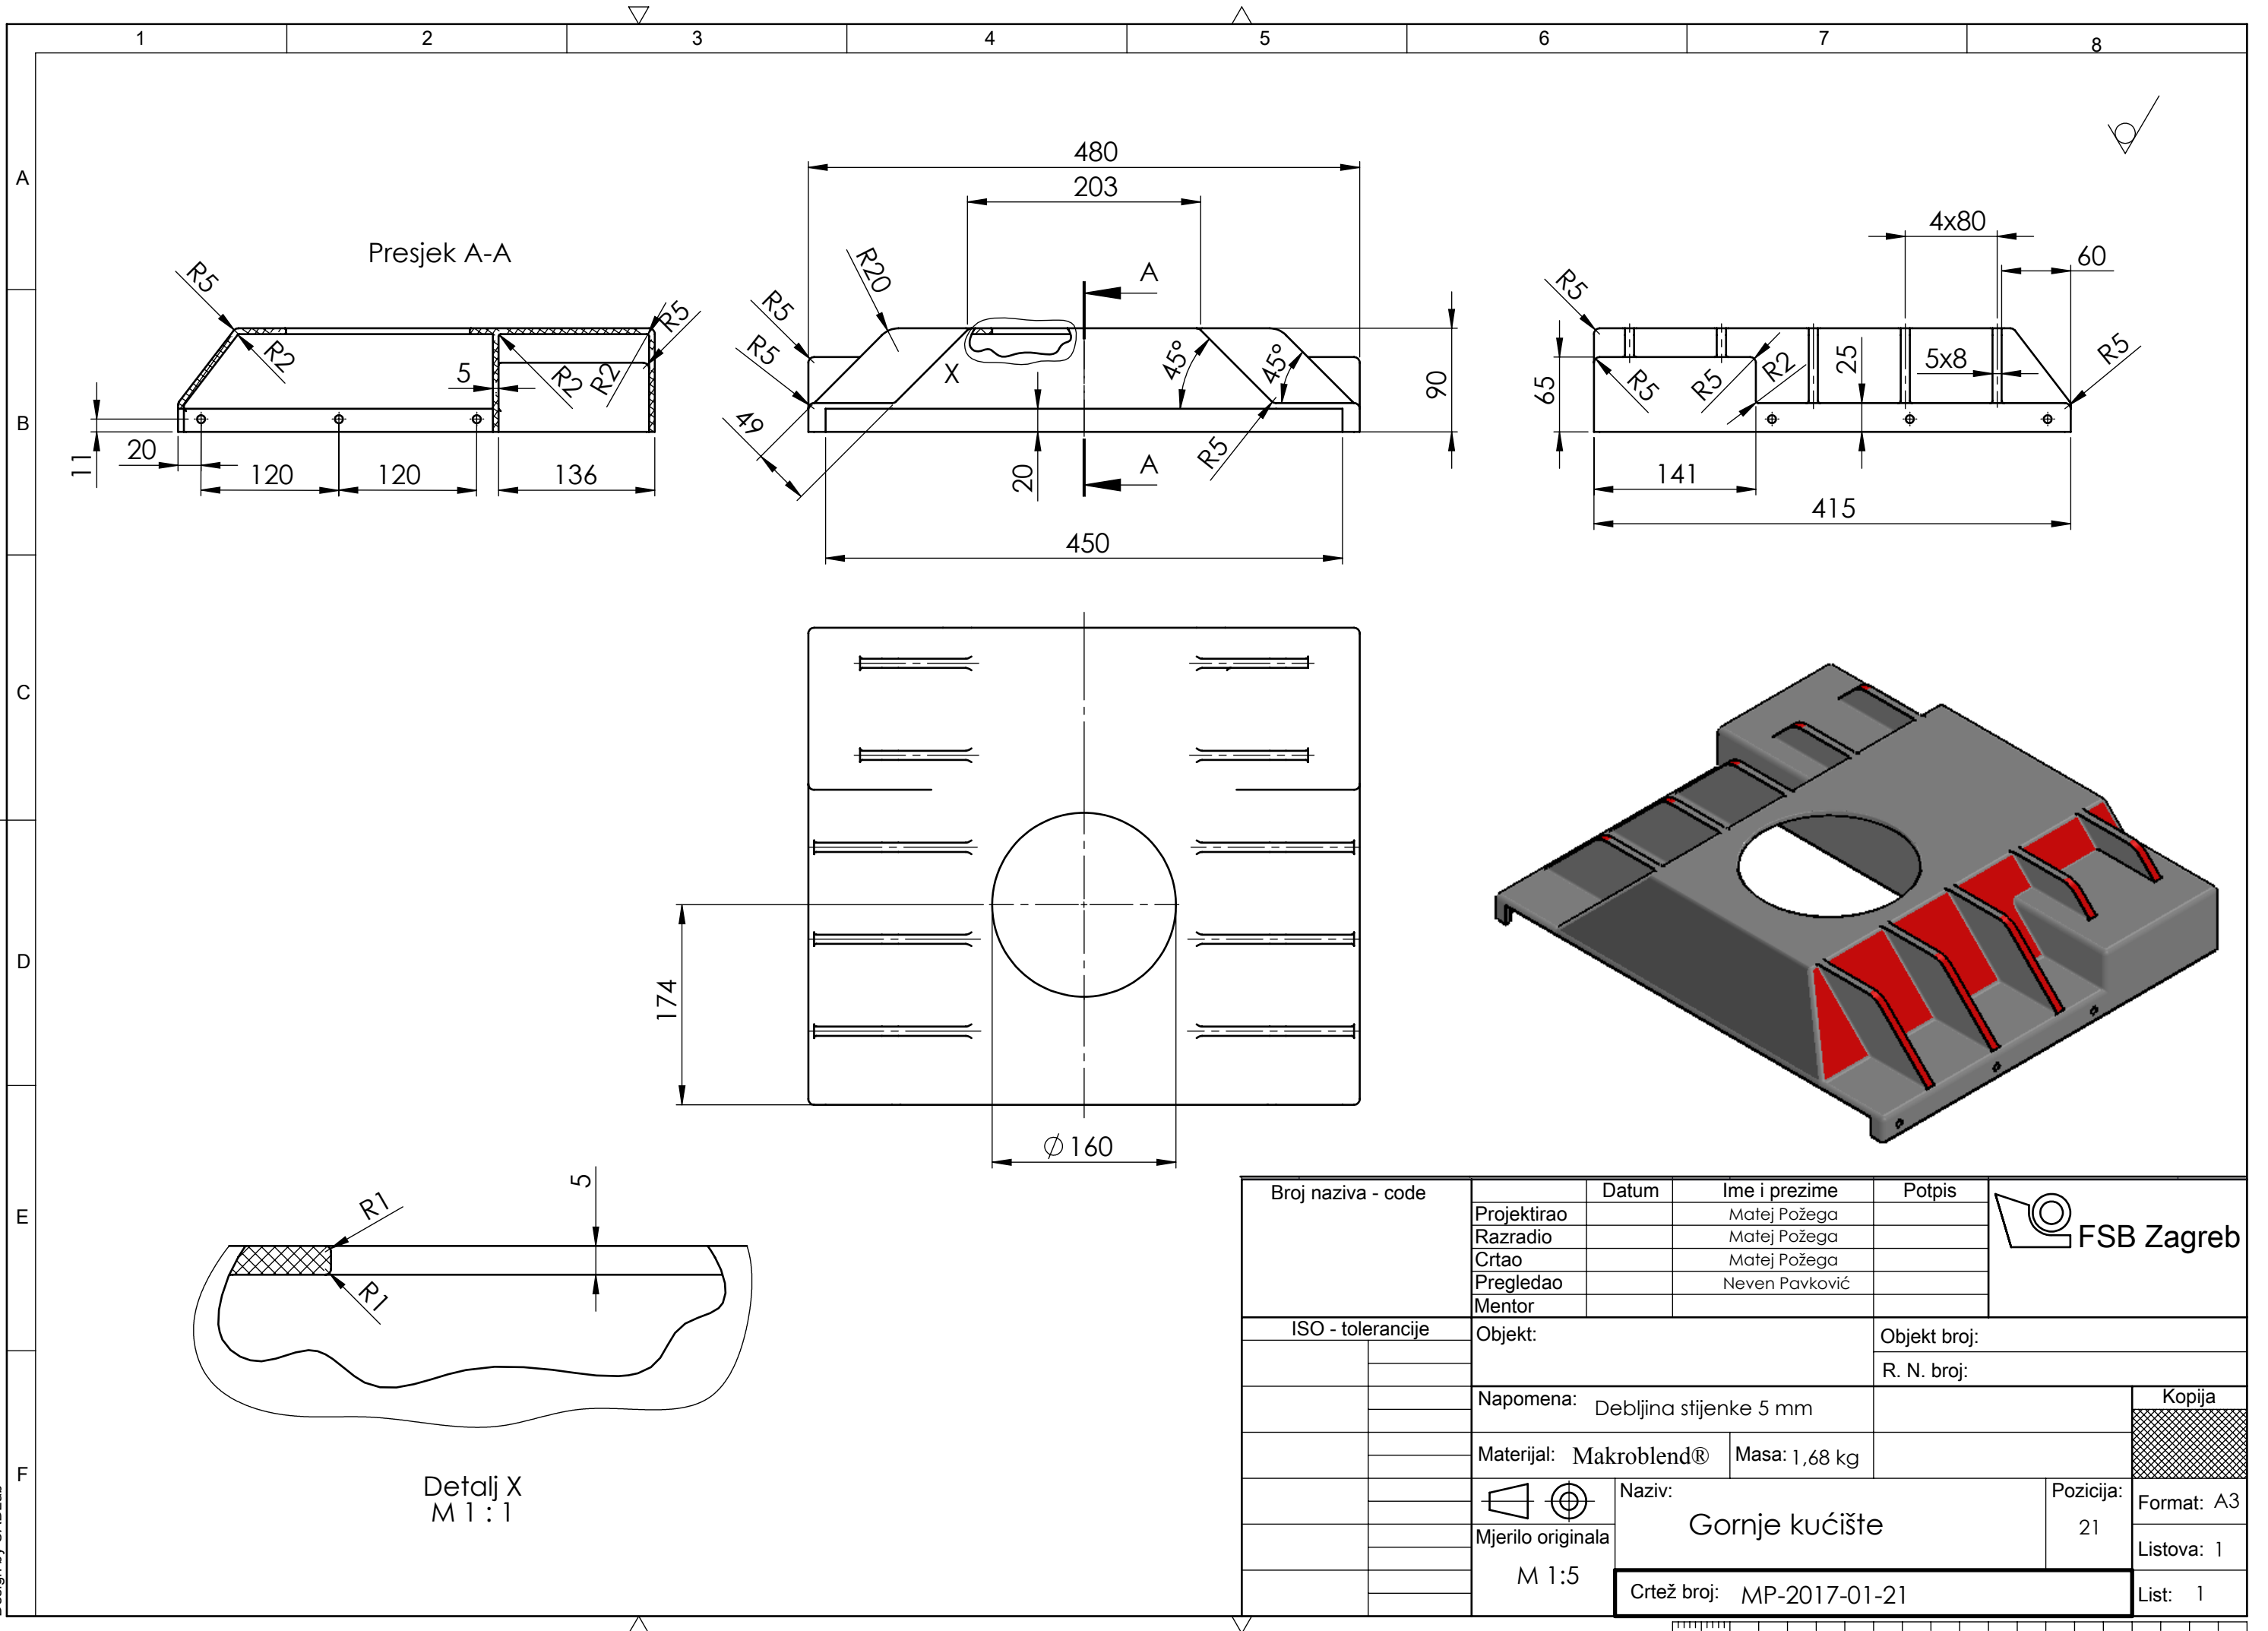 1 2 3 4 5 6 7 8
A
B
C
D
E
F
Presjek A-A
R5
R2
5
R2
R2
R5
11
20
120
120
136
480
203
R20
R5
R5
A
X
45°
45°
90
49
20
A
R5
450
4x80
60
R5
R5
R5
R2
25
5x8
R5
65
141
415
174
Ø160
R1
5
R1
Detalj X
M 1 : 1
Broj naziva - code
Datum Ime i prezime Potpis
Projektirao Matej Požega
Razradio Matej Požega
Crtao Matej Požega
Pregledao Neven Pavković
Mentor
FSB Zagreb
ISO - tolerancije
Objekt:
Objekt broj:
R. N. broj:
Napomena: Debljina stijenke 5 mm
Kopija
Materijal: Makroblend® Masa: 1,68 kg
Naziv:
Gornje kućište
Pozicija:
21
Format: A3
Mjerilo originala
M 1:5
Listova: 1
Crtež broj: MP-2017-01-21
List: 1